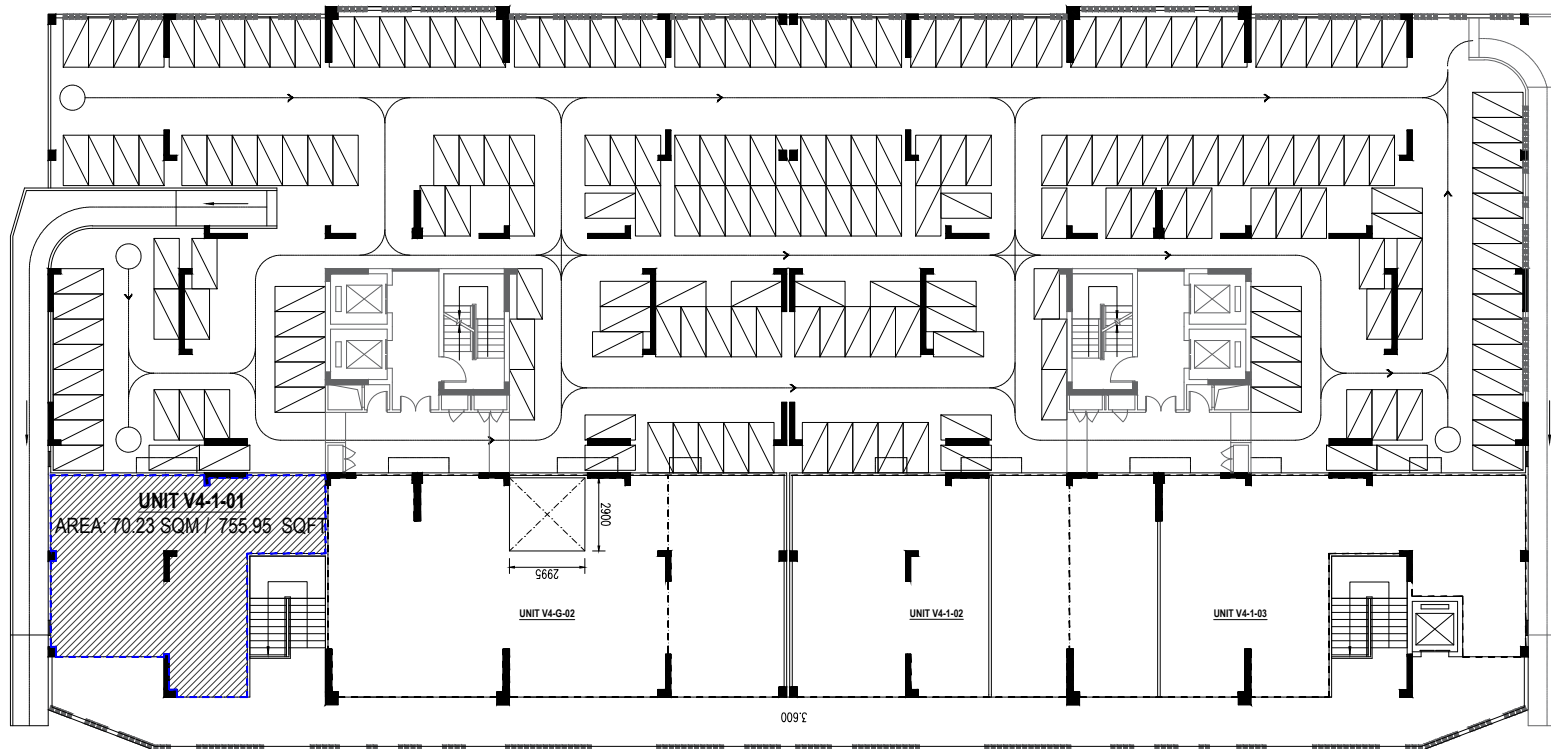 UNIT V4-1-01
AREA: 70.23 SQM / 755.95 SQFT
2900
2995
UNIT V4-G-02
UNIT V4-1-02
UNIT V4-1-03
3.600